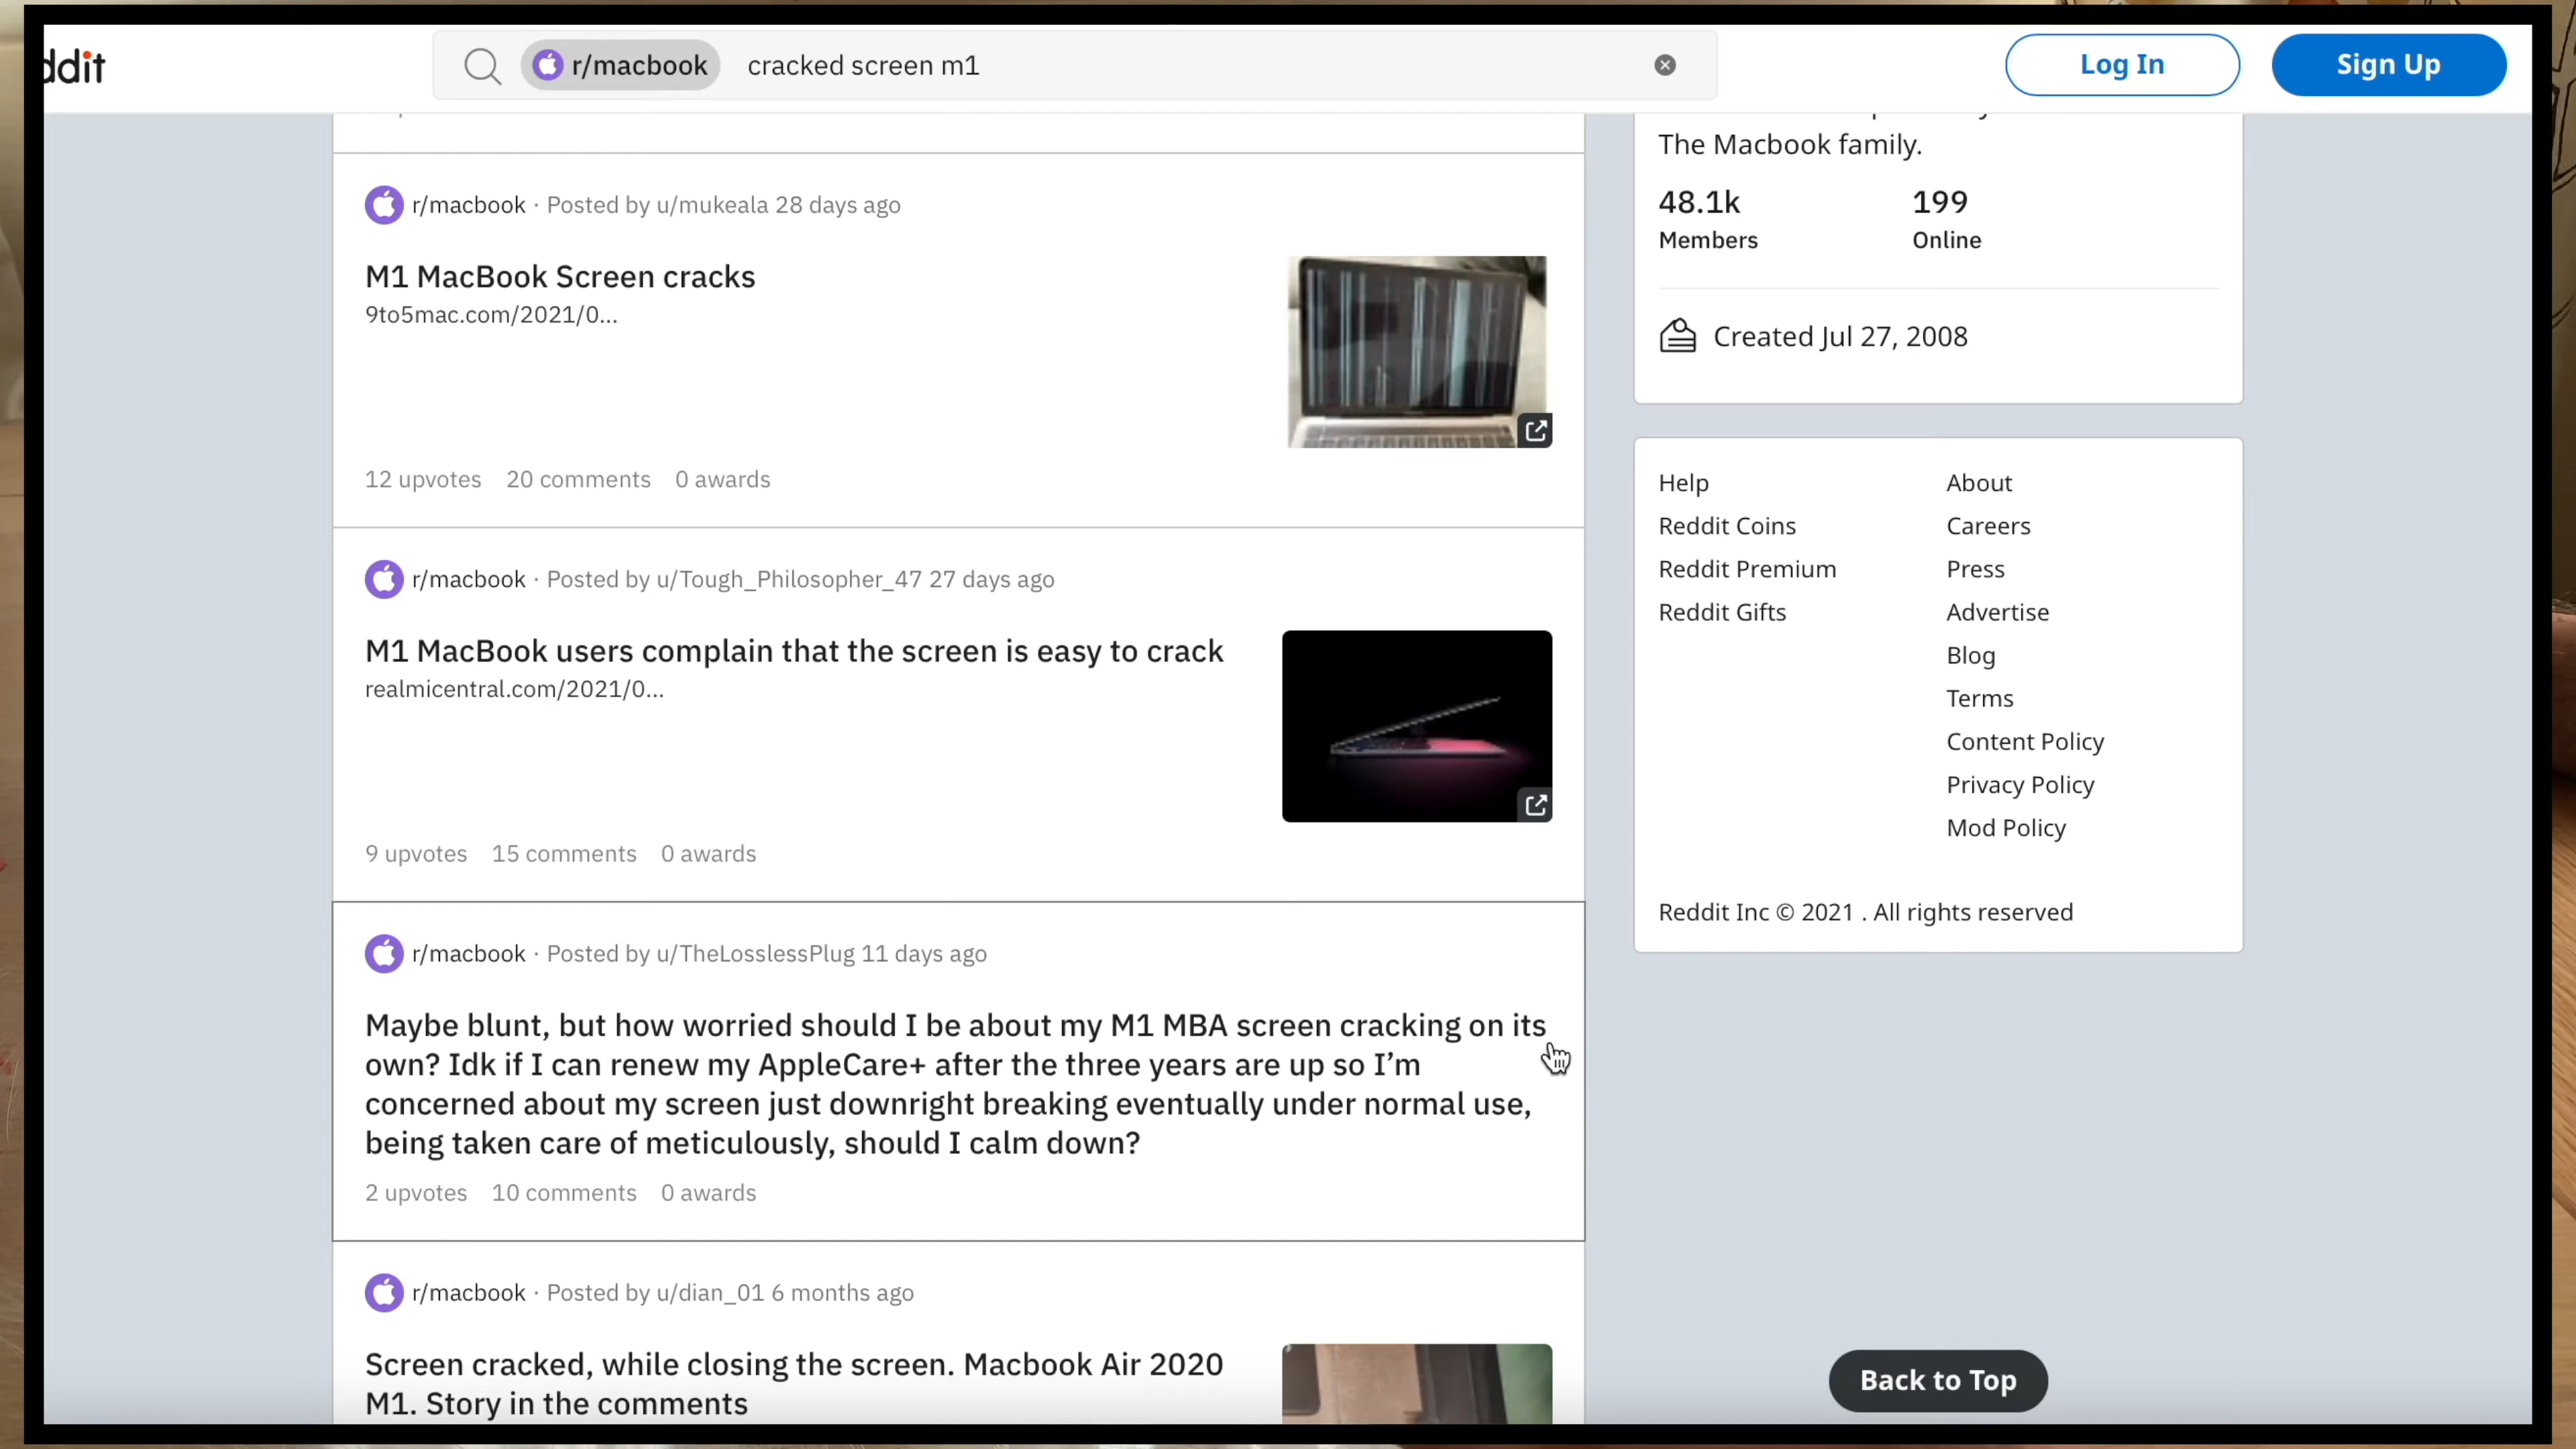 ddit
r/macbook cracked screen m1
Log In
Sign Up
r/macbook · Posted by u/mukeala 28 days ago
M1 MacBook Screen cracks
9to5mac.com/2021/0...
12 upvotes 20 comments 0 awards
r/macbook · Posted by u/Tough_Philosopher_47 27 days ago
M1 MacBook users complain that the screen is easy to crack
realmicentral.com/2021/0...
9 upvotes 15 comments 0 awards
r/macbook · Posted by u/TheLosslessPlug 11 days ago
Maybe blunt, but how worried should I be about my M1 MBA screen cracking on its
own? Idk if I can renew my AppleCare+ after the three years are up so I’m
concerned about my screen just downright breaking eventually under normal use,
being taken care of meticulously, should I calm down?
2 upvotes 10 comments 0 awards
r/macbook · Posted by u/dian_01 6 months ago
Screen cracked, while closing the screen. Macbook Air 2020
M1. Story in the comments
The Macbook family.
48.1k 199
Members Online
Created Jul 27, 2008
Help
Reddit Coins
Reddit Premium
Reddit Gifts
About
Careers
Press
Advertise
Blog
Terms
Content Policy
Privacy Policy
Mod Policy
Reddit Inc © 2021 . All rights reserved
Back to Top